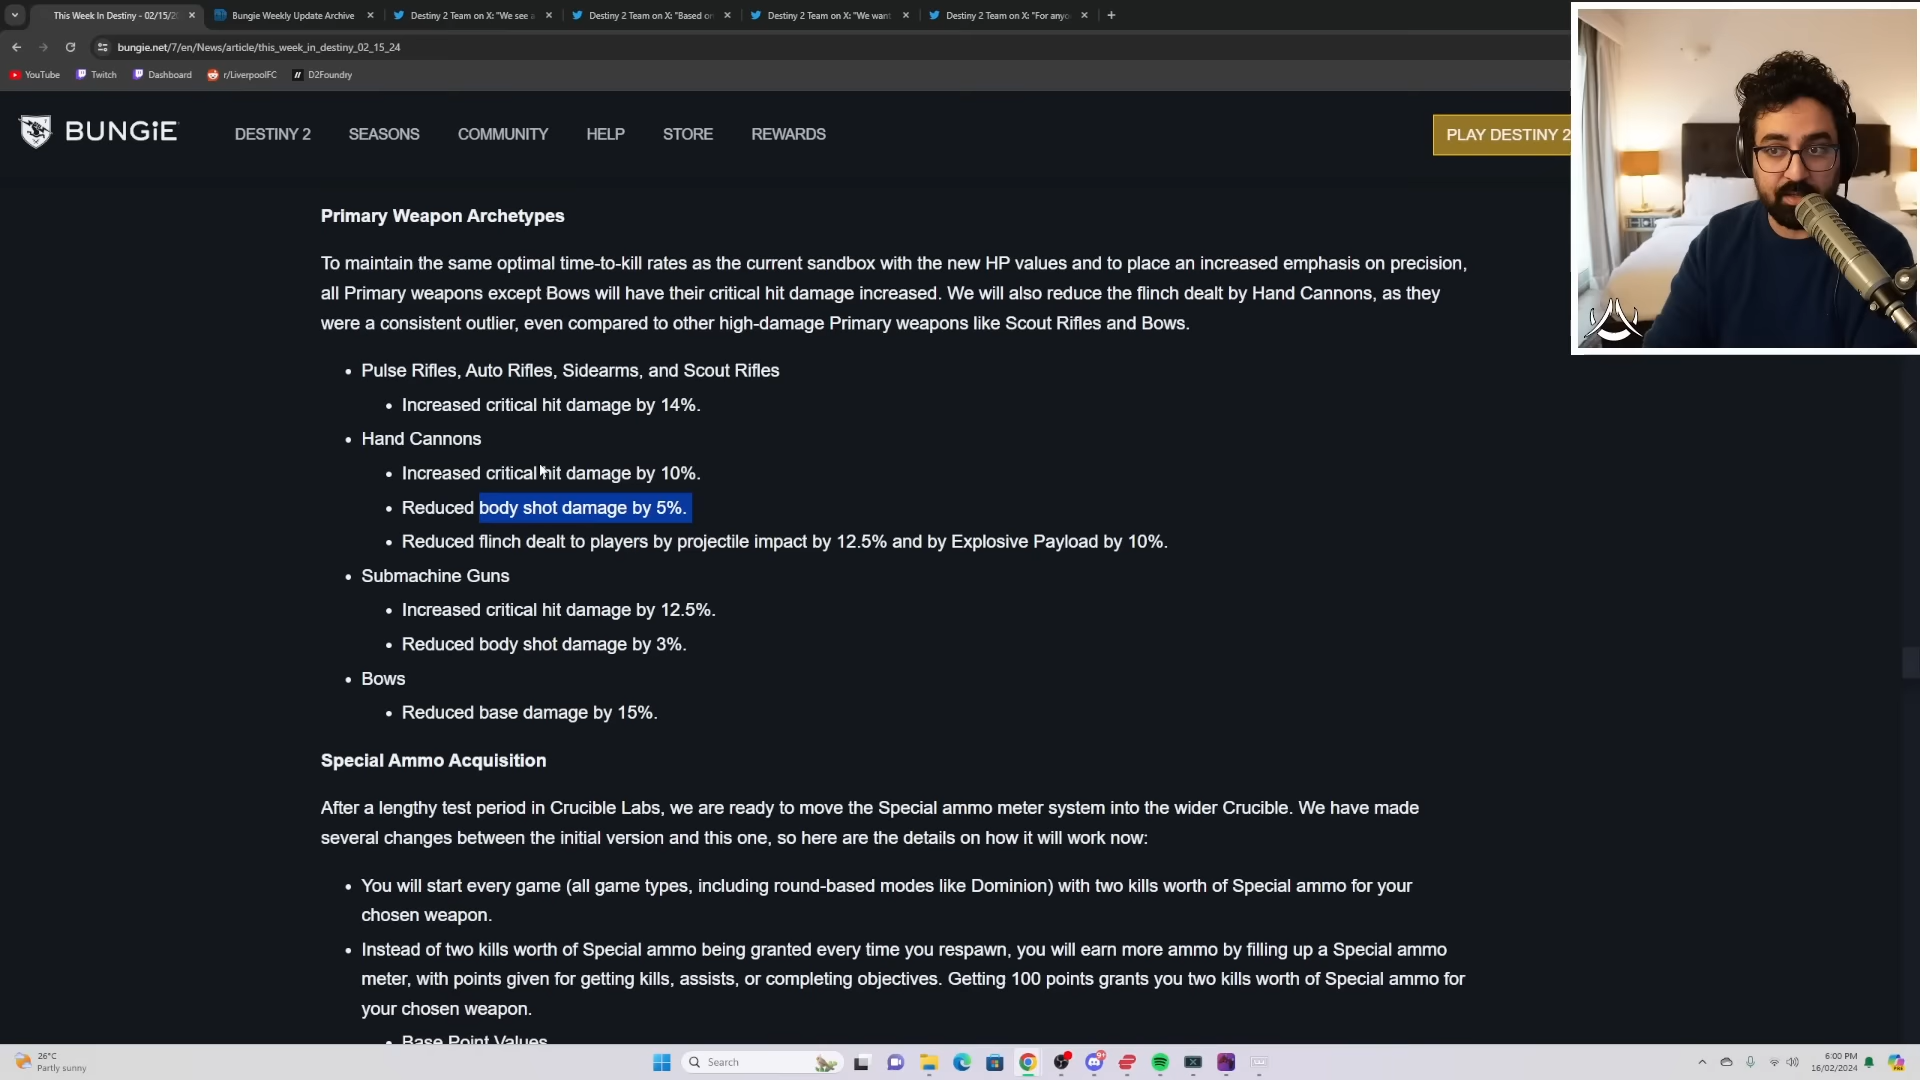 This Week In Destiny - 02/15/2
Bungie Weekly Update Archive
Destiny 2 Team on X: "We see a
Destiny 2 Team on X: "Based on
Destiny 2 Team on X: "We want
Destiny 2 Team on X: "For anyo
bungie.net/7/en/News/article/this_week_in_destiny_02_15_24
YouTube
Twitch
Dashboard
r/LiverpoolFC
D2Foundry
BUNGiE
DESTINY 2
SEASONS
COMMUNITY
HELP
STORE
REWARDS
PLAY DESTINY 2
Primary Weapon Archetypes
To maintain the same optimal time-to-kill rates as the current sandbox with the new HP values and to place an increased emphasis on precision,
all Primary weapons except Bows will have their critical hit damage increased. We will also reduce the flinch dealt by Hand Cannons, as they
were a consistent outlier, even compared to other high-damage Primary weapons like Scout Rifles and Bows.
• Pulse Rifles, Auto Rifles, Sidearms, and Scout Rifles
• Increased critical hit damage by 14%.
• Hand Cannons
• Increased critical hit damage by 10%.
• Reduced body shot damage by 5%.
• Reduced flinch dealt to players by projectile impact by 12.5% and by Explosive Payload by 10%.
• Submachine Guns
• Increased critical hit damage by 12.5%.
• Reduced body shot damage by 3%.
• Bows
• Reduced base damage by 15%.
Special Ammo Acquisition
After a lengthy test period in Crucible Labs, we are ready to move the Special ammo meter system into the wider Crucible. We have made
several changes between the initial version and this one, so here are the details on how it will work now:
• You will start every game (all game types, including round-based modes like Dominion) with two kills worth of Special ammo for your
chosen weapon.
• Instead of two kills worth of Special ammo being granted every time you respawn, you will earn more ammo by filling up a Special ammo
meter, with points given for getting kills, assists, or completing objectives. Getting 100 points grants you two kills worth of Special ammo for
your chosen weapon.
• Base Point Values
26°C
Partly sunny
Search
6:00 PM
16/02/2024